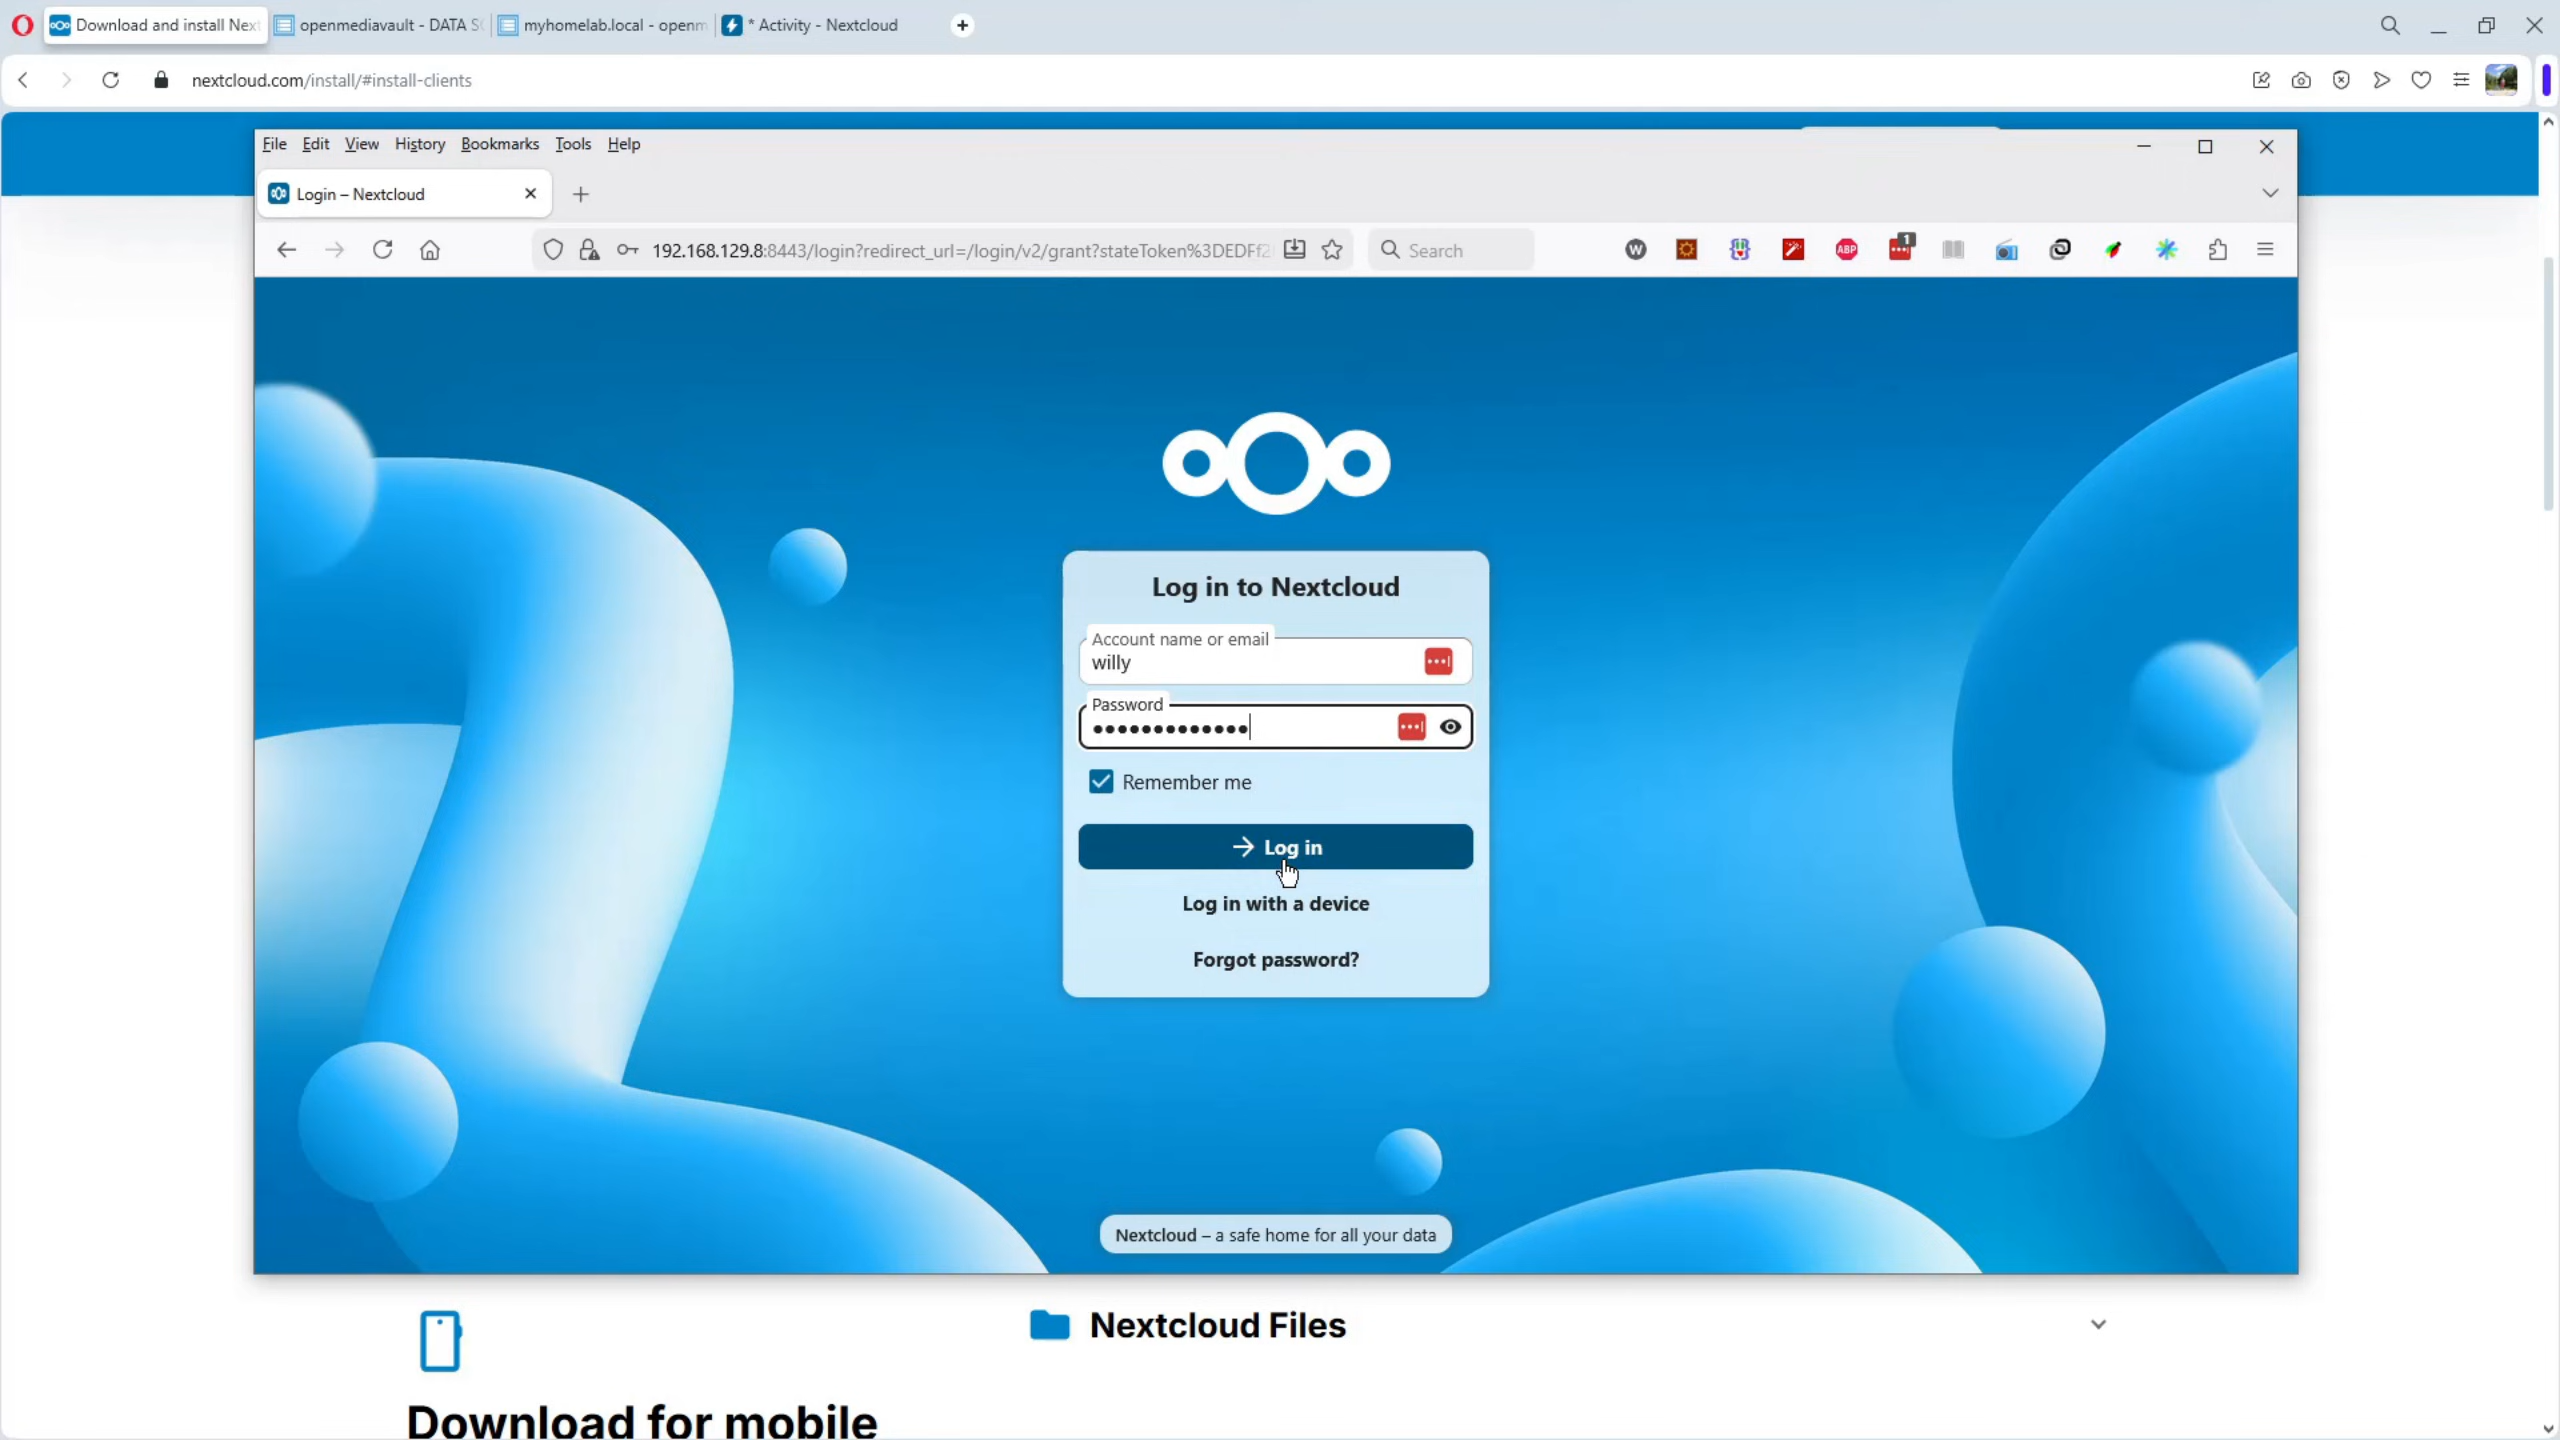 Download and install Next
openmediavault - DATA S
myhomelab.local - openm
* Activity - Nextcloud
nextcloud.com/install/#install-clients
File Edit View History Bookmarks Tools Help
Login – Nextcloud
192.168.129.8:8443/login?redirect_url=/login/v2/grant?stateToken%3DEDFf2
Search
W
ABP
1
Log in to Nextcloud
Account name or email
willy
Password
Remember me
Log in
Log in with a device
Forgot password?
Nextcloud – a safe home for all your data
Nextcloud Files
Download for mobile